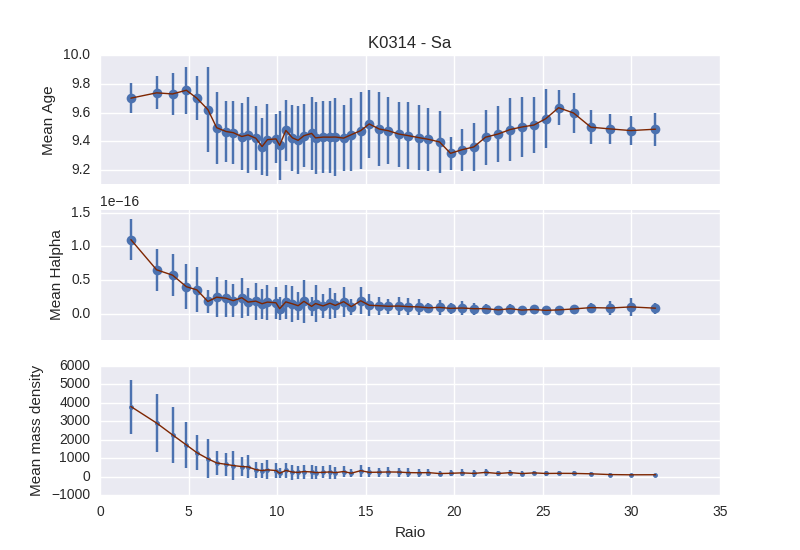 K0314 - Sa
10.0
9.8
9.6
9.4
9.2
Mean Age
1e−16
1.5
1.0
0.5
0.0
Mean Halpha
6000
5000
4000
3000
2000
1000
0
−1000
Mean mass density
0 5 10 15 20 25 30 35
Raio